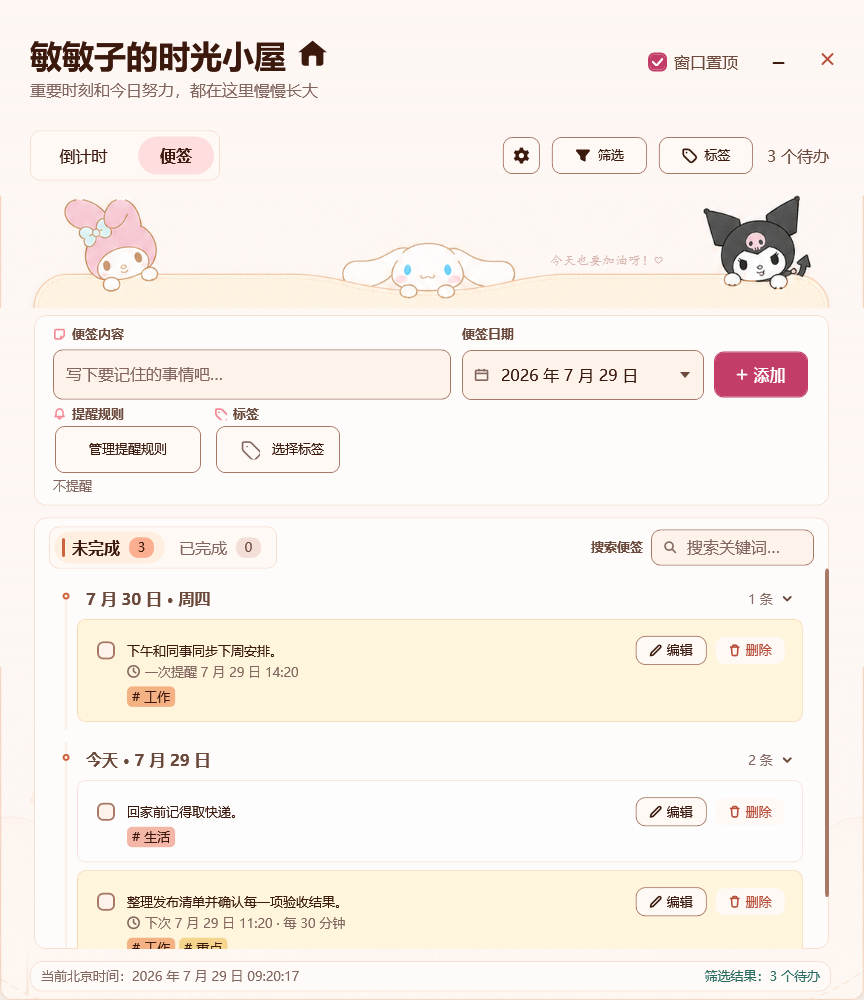 敏敏子的时光小屋
窗口置顶
重要时刻和今日努力，都在这里慢慢长大
倒计时 便签 筛选 标签 3 个待办
今天也要加油呀！♡
便签内容 便签日期
写下要记住的事情吧... 2026 年 7 月 29 日 + 添加
提醒规则 标签
管理提醒规则 选择标签
不提醒
未完成 3 已完成 0 搜索便签 搜索关键词...
7 月 30 日 • 周四 1 条
下午和同事同步下周安排。 编辑 删除
一次提醒 7 月 29 日 14:20
# 工作
今天 • 7 月 29 日 2 条
回家前记得取快递。 编辑 删除
# 生活
整理发布清单并确认每一项验收结果。 编辑 删除
下次 7 月 29 日 11:20 · 每 30 分钟
# 工作 # 重点
当前北京时间：2026 年 7 月 29 日 09:20:17 筛选结果：3 个待办